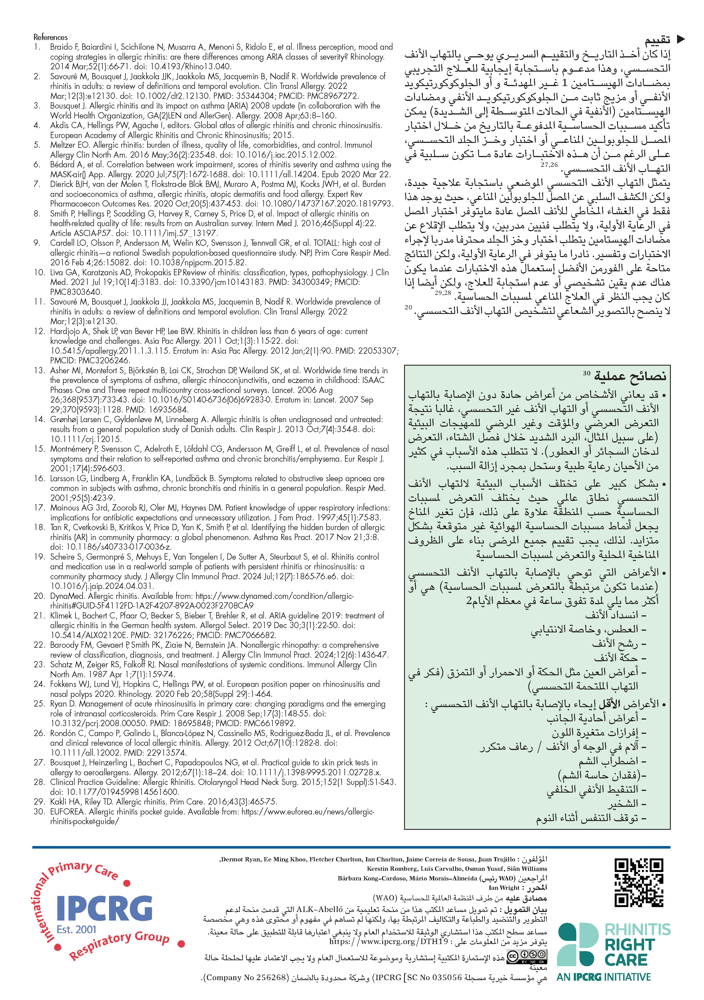 References
1. Braido F, Baiardini I, Scichilone N, Musarra A, Menoni S, Ridolo E, et al. Illness perception, mood and
coping strategies in allergic rhinitis: are there differences among ARIA classes of severity? Rhinology.
2014 Mar;52(1):66-71. doi: 10.4193/Rhino13.040.
2. Savouré M, Bousquet J, Jaakkola JJK, Jaakkola MS, Jacquemin B, Nadif R. Worldwide prevalence of
rhinitis in adults: a review of definitions and temporal evolution. Clin Transl Allergy. 2022
Mar;12(3):e12130. doi: 10.1002/clt2.12130. PMID: 35344304; PMCID: PMC8967272.
3. Bousquet J. Allergic rhinitis and its impact on asthma (ARIA) 2008 update (in collaboration with the
World Health Organization, GA(2)LEN and AllerGen). Allergy. 2008 Apr;63:8–160.
4. Akdis CA, Hellings PW, Agache I, editors. Global atlas of allergic rhinitis and chronic rhinosinusitis.
European Academy of Allergic Rhinitis and Chronic Rhinosinusitis; 2015.
5. Meltzer EO. Allergic rhinitis: burden of illness, quality of life, comorbidities, and control. Immunol
Allergy Clin North Am. 2016 May;36(2):235-48. doi: 10.1016/j.iac.2015.12.002.
6. Bédard A, et al. Correlation between work impairment, scores of rhinitis severity and asthma using the
MASK-air() App. Allergy. 2020 Jul;75(7):1672-1688. doi: 10.1111/all.14204. Epub 2020 Mar 22.
7. Dierick BJH, van der Molen T, Flokstra-de Blok BMJ, Muraro A, Postma MJ, Kocks JWH, et al. Burden
and socioeconomics of asthma, allergic rhinitis, atopic dermatitis and food allergy. Expert Rev
Pharmacoecon Outcomes Res. 2020 Oct;20(5):437-453. doi: 10.1080/14737167.2020.1819793.
8. Smith P, Hellings P, Scadding G, Harvey R, Carney S, Price D, et al. Impact of allergic rhinitis on
health-related quality of life: results from an Australian survey. Intern Med J. 2016;46(Suppl 4):22.
Article ASCIA-P57. doi: 10.1111/imj.57_13197.
9. Cardell LO, Olsson P, Andersson M, Welin KO, Svensson J, Tennvall GR, et al. TOTALL: high cost of
allergic rhinitis—a national Swedish population-based questionnaire study. NPJ Prim Care Respir Med.
2016 Feb 4;26:15082. doi: 10.1038/npjpcrm.2015.82.
10. Liva GA, Karatzanis AD, Prokopakis EP.Review of rhinitis: classification, types, pathophysiology. J Clin
Med. 2021 Jul 19;10(14):3183. doi: 10.3390/jcm10143183. PMID: 34300349; PMCID:
PMC8303640.
11. Savouré M, Bousquet J, Jaakkola JJ, Jaakkola MS, Jacquemin B, Nadif R. Worldwide prevalence of
rhinitis in adults: a review of definitions and temporal evolution. Clin Transl Allergy. 2022
Mar;12(3):e12130.
12. Hardjojo A, Shek LP, van Bever HP, Lee BW. Rhinitis in children less than 6 years of age: current
knowledge and challenges. Asia Pac Allergy. 2011 Oct;1(3):115-22. doi:
10.5415/apallergy.2011.1.3.115. Erratum in: Asia Pac Allergy. 2012 Jan;2(1):90. PMID: 22053307;
PMCID: PMC3206246.
13. Asher MI, Montefort S, Björkstén B, Lai CK, Strachan DP, Weiland SK, et al. Worldwide time trends in
the prevalence of symptoms of asthma, allergic rhinoconjunctivitis, and eczema in childhood: ISAAC
Phases One and Three repeat multicountry cross-sectional surveys. Lancet. 2006 Aug
26;368(9537):733-43. doi: 10.1016/S0140-6736(06)69283-0. Erratum in: Lancet. 2007 Sep
29;370(9593):1128. PMID: 16935684.
14. Grønhøj Larsen C, Gyldenløve M, Linneberg A. Allergic rhinitis is often undiagnosed and untreated:
results from a general population study of Danish adults. Clin Respir J. 2013 Oct;7(4):354-8. doi:
10.1111/crj.12015.
15. Montnémery P, Svensson C, Adelroth E, Löfdahl CG, Andersson M, Greiff L, et al. Prevalence of nasal
symptoms and their relation to self-reported asthma and chronic bronchitis/emphysema. Eur Respir J.
2001;17(4):596-603.
16. Larsson LG, Lindberg A, Franklin KA, Lundbäck B. Symptoms related to obstructive sleep apnoea are
common in subjects with asthma, chronic bronchitis and rhinitis in a general population. Respir Med.
2001;95(5):423-9.
17. Mainous AG 3rd, Zoorob RJ, Oler MJ, Haynes DM. Patient knowledge of upper respiratory infections:
implications for antibiotic expectations and unnecessary utilization. J Fam Pract. 1997;45(1):75-83.
18. Tan R, Cvetkovski B, Kritikos V, Price D, Yan K, Smith P, et al. Identifying the hidden burden of allergic
rhinitis (AR) in community pharmacy: a global phenomenon. Asthma Res Pract. 2017 Nov 21;3:8.
doi: 10.1186/s40733-017-0036-z.
19. Scheire S, Germonpré S, Mehuys E, Van Tongelen I, De Sutter A, Steurbaut S, et al. Rhinitis control
and medication use in a real-world sample of patients with persistent rhinitis or rhinosinusitis: a
community pharmacy study. J Allergy Clin Immunol Pract. 2024 Jul;12(7):1865-76.e6. doi:
10.1016/j.jaip.2024.04.031.
20. DynaMed. Allergic rhinitis. Available from: https://www.dynamed.com/condition/allergic-
rhinitis#GUID-5F4112FD-1A2F-4207-892A-0023F2708CA9
21. Klimek L, Bachert C, Pfaar O, Becker S, Bieber T, Brehler R, et al. ARIA guideline 2019: treatment of
allergic rhinitis in the German health system. Allergol Select. 2019 Dec 30;3(1):22-50. doi:
10.5414/ALX02120E. PMID: 32176226; PMCID: PMC7066682.
22. Baroody FM, Gevaert P, Smith PK, Ziaie N, Bernstein JA. Nonallergic rhinopathy: a comprehensive
review of classification, diagnosis, and treatment. J Allergy Clin Immunol Pract. 2024;12(6):1436-47.
23. Schatz M, Zeiger RS, Falkoff RJ. Nasal manifestations of systemic conditions. Immunol Allergy Clin
North Am. 1987 Apr 1;7(1):159-74.
24. Fokkens WJ, Lund VJ, Hopkins C, Hellings PW, et al. European position paper on rhinosinusitis and
nasal polyps 2020. Rhinology. 2020 Feb 20;58(Suppl 29):1-464.
25. Ryan D. Management of acute rhinosinusitis in primary care: changing paradigms and the emerging
role of intranasal corticosteroids. Prim Care Respir J. 2008 Sep;17(3):148-55. doi:
10.3132/pcrj.2008.00050. PMID: 18695848; PMCID: PMC6619892.
26. Rondón C, Campo P, Galindo L, Blanca-López N, Cassinello MS, Rodriguez-Bada JL, et al. Prevalence
and clinical relevance of local allergic rhinitis. Allergy. 2012 Oct;67(10):1282-8. doi:
10.1111/all.12002. PMID: 22913574.
27. Bousquet J, Heinzerling L, Bachert C, Papadopoulos NG, et al. Practical guide to skin prick tests in
allergy to aeroallergens. Allergy. 2012;67(1):18–24. doi: 10.1111/j.1398-9995.2011.02728.x.
28. Clinical Practice Guideline: Allergic Rhinitis. Otolaryngol Head Neck Surg. 2015;152(1 Suppl):S1-S43.
doi: 10.1177/0194599814561600.
29. Kakli HA, Riley TD. Allergic rhinitis. Prim Care. 2016;43(3):465-75.
30. EUFOREA. Allergic rhinitis pocket guide. Available from: https://www.euforea.eu/news/allergic-
rhinitis-pocket-guide/
تقييم
إذا كان أخذ التاريخ والتقييم السريري يوحي بالتهاب الأنف
التحسسي، وهذا مدعوم باستجابة إيجابية للعلاج التجريبي
بمضادات الهيستامين 1 غير المهدئة و أو الجلوكوكورتيكويد
الأنفي أو مزيج ثابت من الجلوكوكورتيكويد الأنفي ومضادات
الهيستامين (الأنفية في الحالات المتوسطة إلى الشديدة) يمكن
تأكيد مسببات الحساسية المدفوعة بالتاريخ من خلال اختبار
المصل للجلوبولين المناعي أو اختبار وخز الجلد التحسسي،
على الرغم من أن هذه الاختبارات عادة ما تكون سلبية في
التهاب الأنف التحسسي. 27,26
يتمثل التهاب الأنف التحسسي الموضعي باستجابة علاجية جيدة،
ولكن الكشف السلبي عن المصل للجلوبولين المناعي، حيث يوجد هذا
فقط في الغشاء المخاطي للأنف المصل عادة مايتوفر اختبار المصل
في الرعاية الأولية، ولا يتطلب فنيين مدربين، ولا يتطلب الإقلاع عن
مضادات الهيستامين يتطلب اختبار وخز الجلد محترفا مدربا لإجراء
الاختبارات وتفسير. نادرا ما يتوفر في الرعاية الأولية، ولكن النتائج
متاحة على الفورمن الأفضل إستعمال هذه الاختبارات عندما يكون
هناك عدم يقين تشخيصي أو عدم استجابة للعلاج، ولكن أيضا إذا
كان يجب النظر في العلاج المناعي لمسببات الحساسية. 29,28
لا ينصح بالتصوير الشعاعي لتشخيص التهاب الأنف التحسسي. 20
نصائح عملية 30
• قد يعاني الأشخاص من أعراض حادة دون الإصابة بالتهاب
الأنف التحسسي أو التهاب الأنف غير التحسسي، غالبا نتيجة
التعرض العرضي والمؤقت وغير المرضي للمهيجات البيئية
(على سبيل المثال، البرد الشديد خلال فصل الشتاء، التعرض
لدخان السجائر أو العطور). لا تتطلب هذه الأسباب في كثير
من الأحيان رعاية طبية وستحل بمجرد إزالة السبب.
• بشكل كبير على تختلف الأسباب البيئية لالتهاب الأنف
التحسسي نطاق عالمي حيث يختلف التعرض لمسببات
الحساسية حسب المنطقة علاوة على ذلك، فإن تغير المناخ
يجعل أنماط مسببات الحساسية الهوائية غير متوقعة بشكل
متزايد. لذلك، يجب تقييم جميع المرضى بناء على الظروف
المناخية المحلية والتعرض لمسببات الحساسية
• الأعراض التي توحي بالإصابة بالتهاب الأنف التحسسي
(عندما تكون مرتبطة بالتعرض لمسببات الحساسية) هي أو
أكثر مما يلي لمدة تفوق ساعة في معظم الأيام2
– انسداد الأنف
– العطس، وخاصة الانتيابي
– رشح الأنف
– حكة الأنف
– أعراض العين مثل الحكة أو الاحمرار أو التمزق (فكر في
التهاب الملتحمة التحسسي)
• الأعراض الأقل إيحاء بالإصابة بالتهاب الأنف التحسسي :
– أعراض أحادية الجانب
– إفرازات متغيرة اللون
– آلام في الوجه أو الأنف / رعاف متكرر
– اضطراب الشم
–(فقدان حاسة الشم)
– التنقيط الأنفي الخلفي
– الشخير
– توقف التنفس أثناء النوم
International Primary Care
IPCRG
Est. 2001
Respiratory Group
المؤلفون : Dermot Ryan, Ee Ming Khoo, Fletcher Charlton, Ian Charlton, Jaime Correia de Sousa, Juan Trujillo,
Kerstin Romberg, Luís Carvalho, Osman Yusuf, Siân Williams
المراجعين (WAO رئيس) Bárbara Kong-Cardoso, Mário Morais-Almeida
المحرر : Ian Wright
مصادق عليه من طرف المنظمة العالمية للحساسية (WAO)
بيان التمويل : تم تمويل مساعد المكتب هذا من منحة تعليمية من ALK-Abelló التي قدمت منحة لدعم
التطوير والتنضيد والطباعة والتكاليف المرتبطة بها، ولكنها لم تساهم في مفهوم أو محتوى هذه وهي مخصصة
مساعد سطح المكتب هذا استشاري الوثيقة للاستخدام العام ولا ينبغي اعتبارها قابلة للتطبيق على حالة معينة.
يتوفر مزيد من المعلومات على : https://www.ipcrg.org/DTH19
CC BY NC SA هذه الإستمارة المكتبية إستشارية وموضوعة للاستعمال العام ولا يجب الاعتماد عليها لحلحلة حالة
معينة
هي مؤسسة خيرية مسجلة IPCRG [SC No 035056) وشركة محدودة بالضمان (Company No 256268).
RHINITIS
RIGHT
CARE
AN IPCRG INITIATIVE